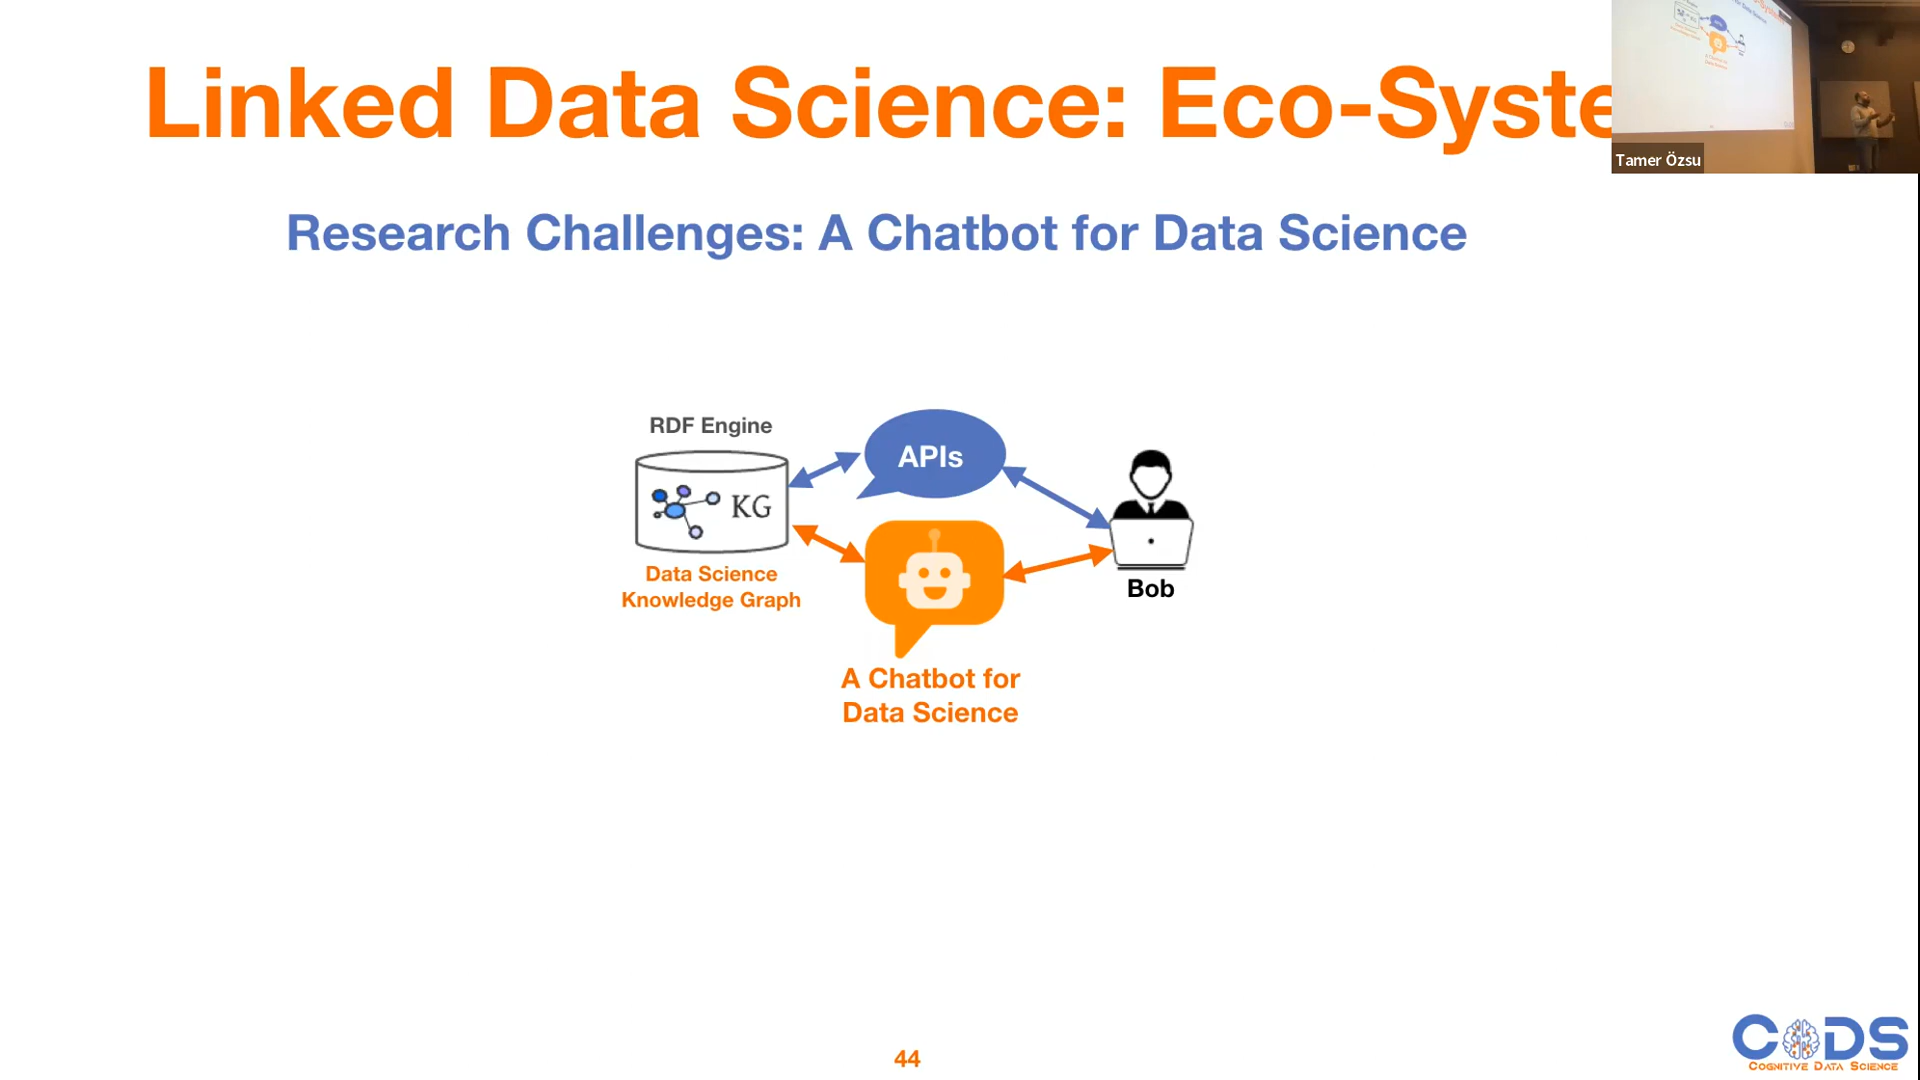 Linked Data Science: Eco-Syste
Tamer Özsu
Research Challenges: A Chatbot for Data Science
RDF Engine
APIs
KG
Data Science
Knowledge Graph
Bob
A Chatbot for
Data Science
44
CODS
COGNITIVE DATA SCIENCE